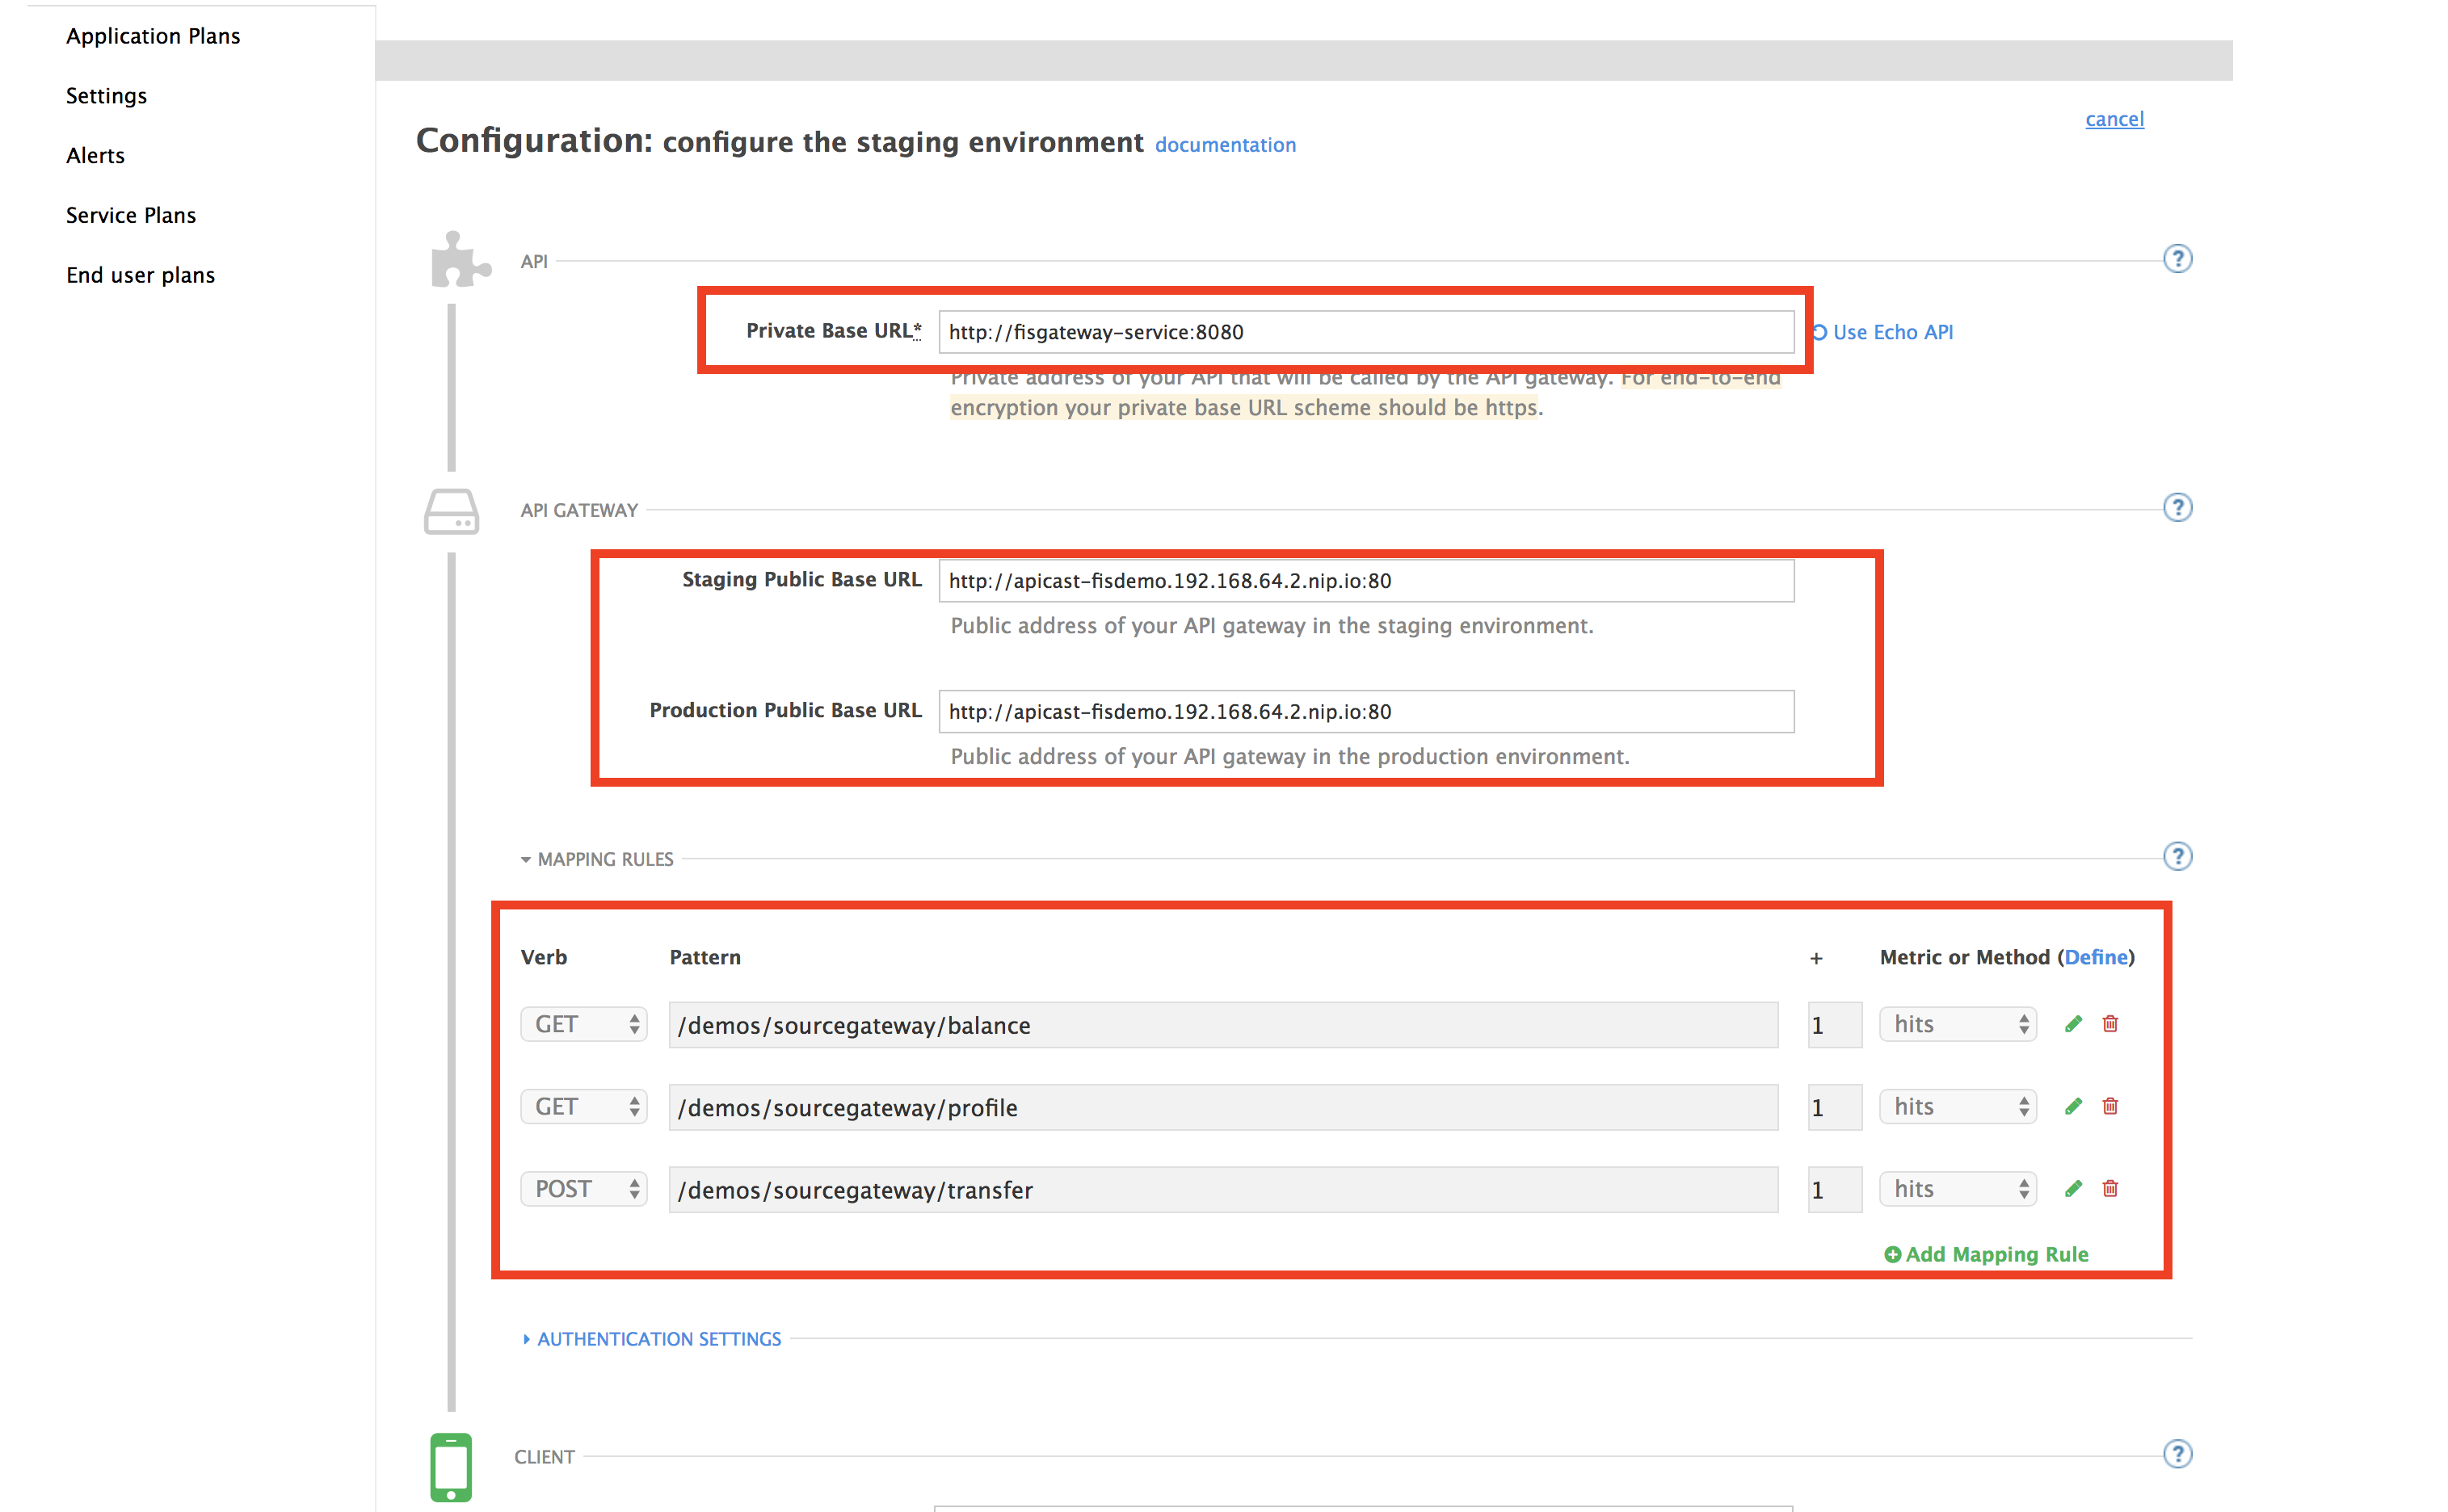 Application Plans
Settings
Alerts
Service Plans
End user plans
cancel
Configuration: configure the staging environment documentation
API
?
Private Base URL* http://fisgateway-service:8080 Use Echo API
Private address of your API that will be called by the API gateway. For end-to-end
encryption your private base URL scheme should be https.
API GATEWAY
?
Staging Public Base URL http://apicast-fisdemo.192.168.64.2.nip.io:80
Public address of your API gateway in the staging environment.
Production Public Base URL http://apicast-fisdemo.192.168.64.2.nip.io:80
Public address of your API gateway in the production environment.
MAPPING RULES
?
Verb Pattern + Metric or Method (Define)
GET /demos/sourcegateway/balance 1 hits
GET /demos/sourcegateway/profile 1 hits
POST /demos/sourcegateway/transfer 1 hits
Add Mapping Rule
AUTHENTICATION SETTINGS
CLIENT
?